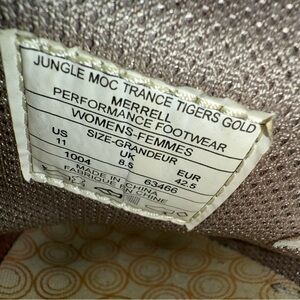 JUNGLE MOC TRANCE TIGERS GOLD
MERRELL
PERFORMANCE FOOTWEAR
WOMENS-FEMMES
SIZE-GRANDEUR
US UK EUR
11 8.5 42.5
1004 63466
MADE IN CHINA
FABRIQUE EN CHINE